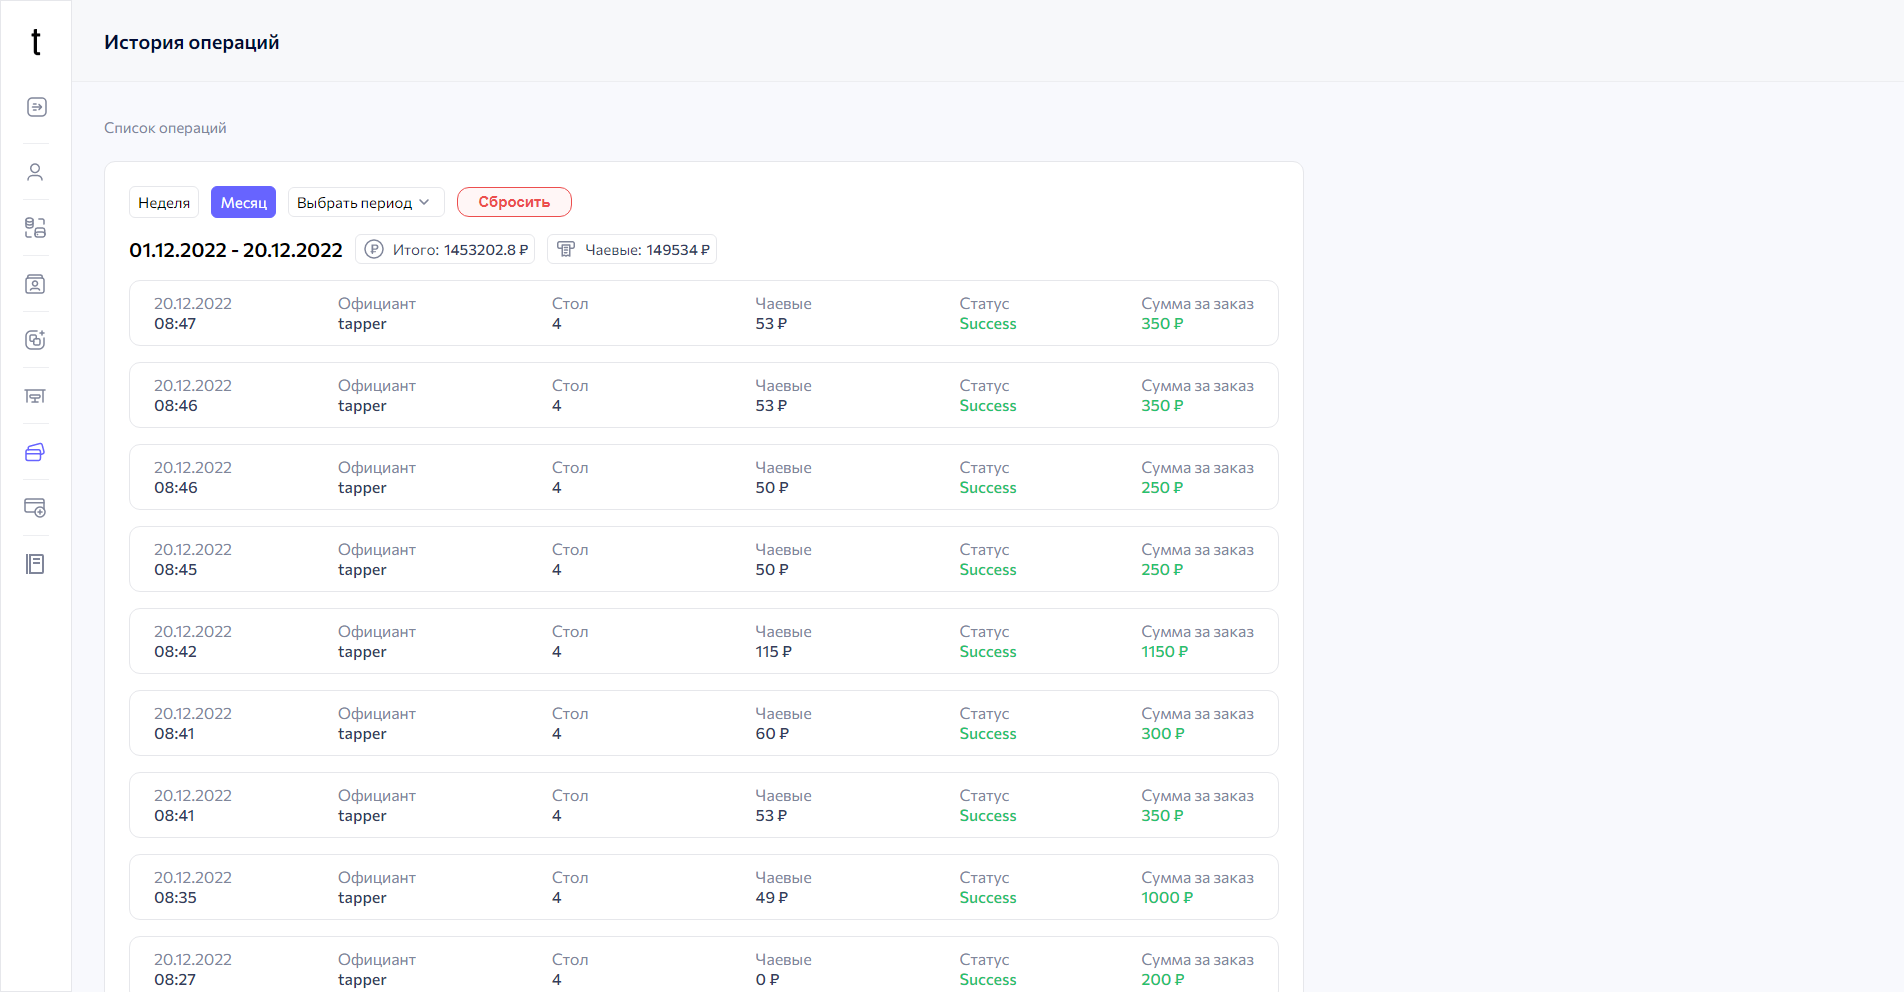 t
История операций
Список операций
Неделя Месяц Выбрать период Сбросить
01.12.2022 - 20.12.2022 Итого: 1453202.8 ₽ Чаевые: 149534 ₽
20.12.2022 Официант Стол Чаевые Статус Сумма за заказ
08:47 tapper 4 53 ₽ Success 350 ₽
20.12.2022 Официант Стол Чаевые Статус Сумма за заказ
08:46 tapper 4 53 ₽ Success 350 ₽
20.12.2022 Официант Стол Чаевые Статус Сумма за заказ
08:46 tapper 4 50 ₽ Success 250 ₽
20.12.2022 Официант Стол Чаевые Статус Сумма за заказ
08:45 tapper 4 50 ₽ Success 250 ₽
20.12.2022 Официант Стол Чаевые Статус Сумма за заказ
08:42 tapper 4 115 ₽ Success 1150 ₽
20.12.2022 Официант Стол Чаевые Статус Сумма за заказ
08:41 tapper 4 60 ₽ Success 300 ₽
20.12.2022 Официант Стол Чаевые Статус Сумма за заказ
08:41 tapper 4 53 ₽ Success 350 ₽
20.12.2022 Официант Стол Чаевые Статус Сумма за заказ
08:35 tapper 4 49 ₽ Success 1000 ₽
20.12.2022 Официант Стол Чаевые Статус Сумма за заказ
08:27 tapper 4 0 ₽ Success 200 ₽